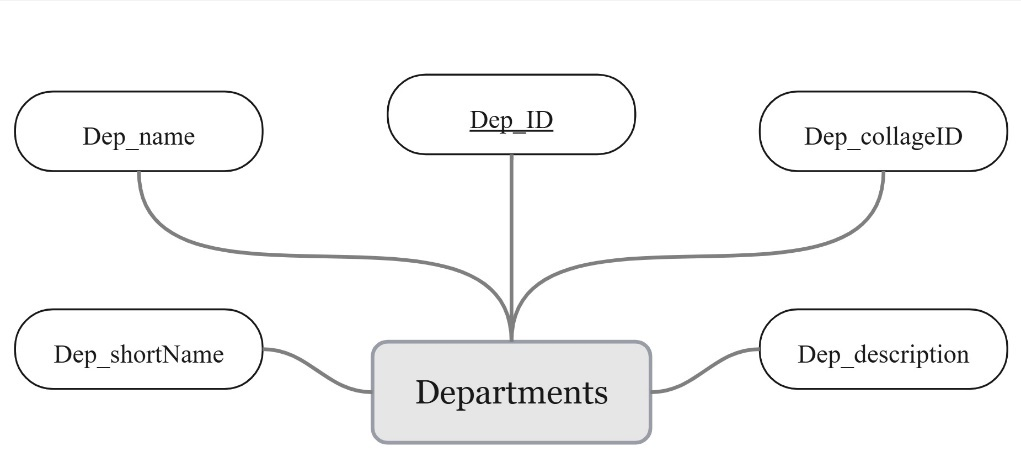 Dep_name
Dep_ID
Dep_collageID
Dep_shortName
Dep_description
Departments